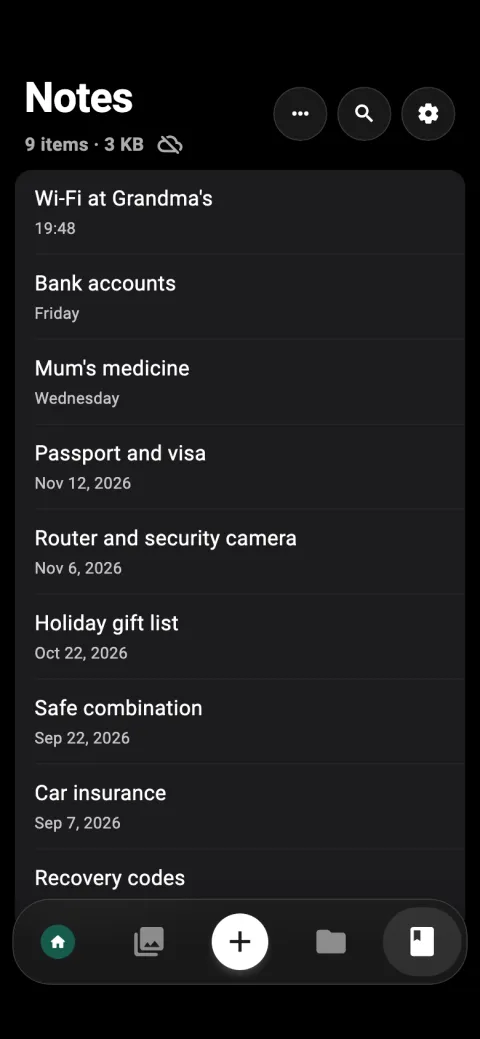 Notes
9 items · 3 KB
Wi-Fi at Grandma's
19:48
Bank accounts
Friday
Mum's medicine
Wednesday
Passport and visa
Nov 12, 2026
Router and security camera
Nov 6, 2026
Holiday gift list
Oct 22, 2026
Safe combination
Sep 22, 2026
Car insurance
Sep 7, 2026
Recovery codes